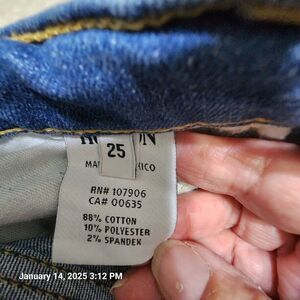 25
RN# 107906
CA# 00635
88% COTTON
10% POLYESTER
2% SPANDEX
January 14, 2025 3:12 PM